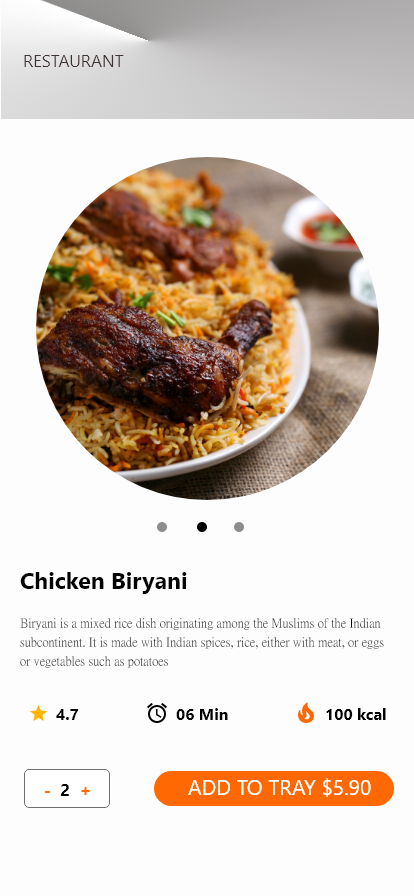 RESTAURANT
Chicken Biryani
Biryani is a mixed rice dish originating among the Muslims of the Indian
subcontinent. It is made with Indian spices, rice, either with meat, or eggs
or vegetables such as potatoes
4.7 06 Min 100 kcal
- 2 + ADD TO TRAY $5.90